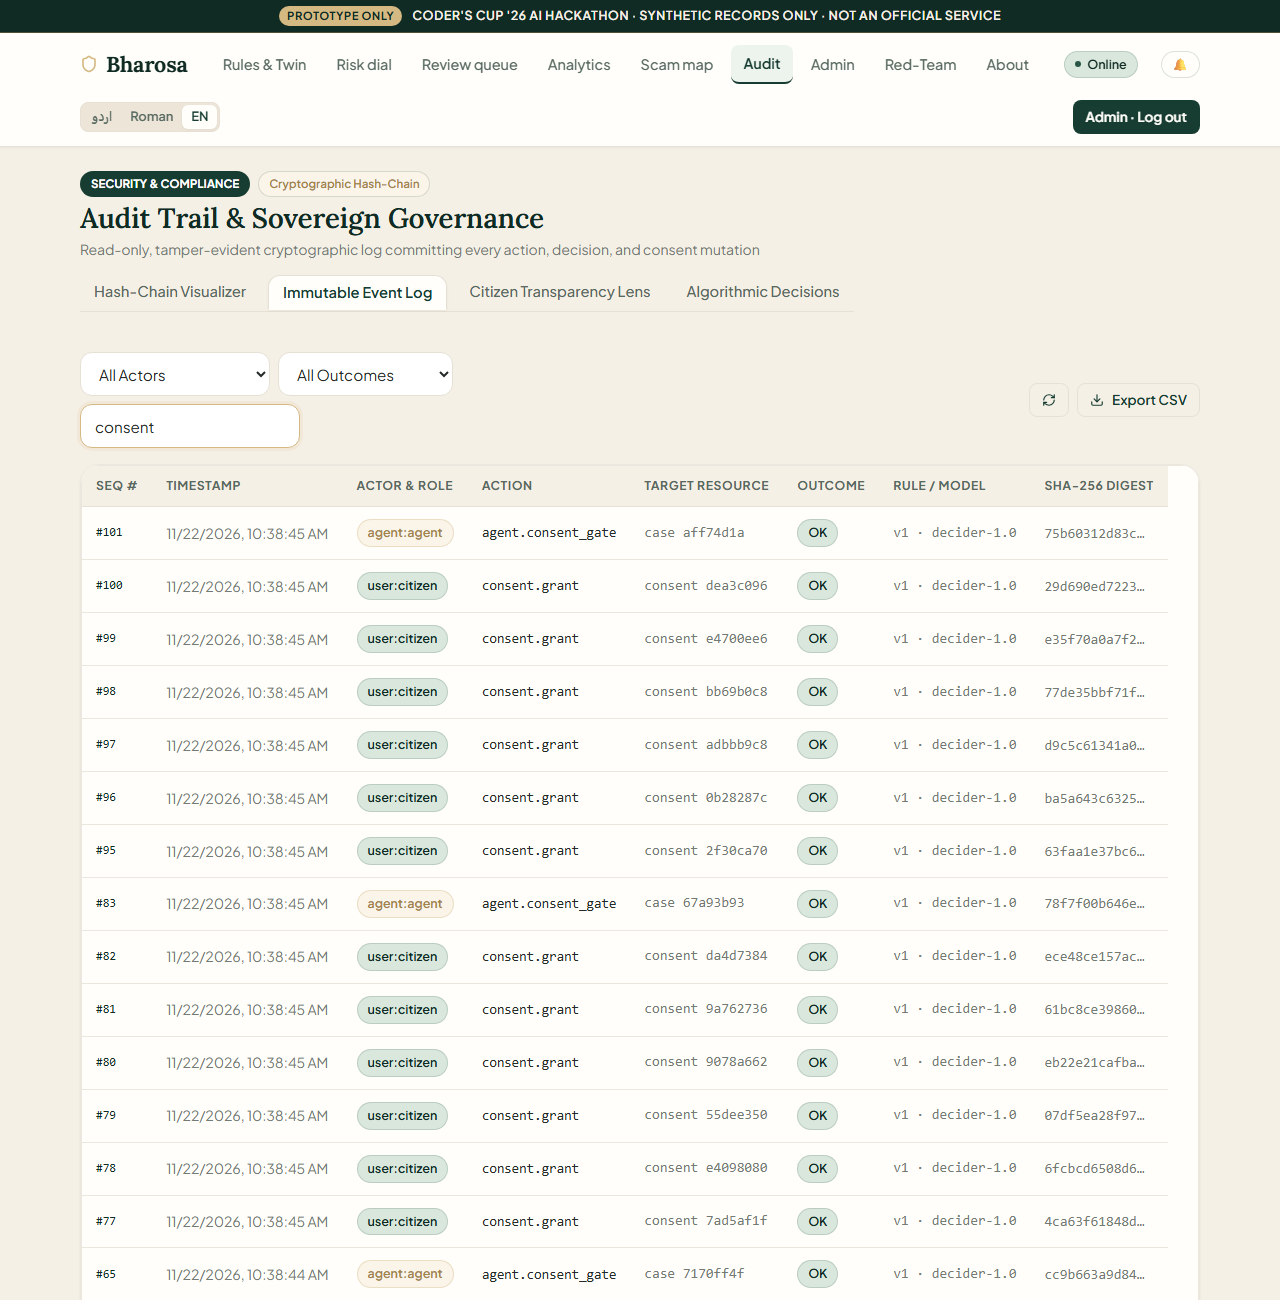 PROTOTYPE ONLY CODER'S CUP '26 AI HACKATHON · SYNTHETIC RECORDS ONLY · NOT AN OFFICIAL SERVICE
Bharosa Rules & Twin Risk dial Review queue Analytics Scam map Audit Admin Red-Team About Online
اردو Roman EN Admin · Log out
SECURITY & COMPLIANCE Cryptographic Hash-Chain
Audit Trail & Sovereign Governance
Read-only, tamper-evident cryptographic log committing every action, decision, and consent mutation
Hash-Chain Visualizer Immutable Event Log Citizen Transparency Lens Algorithmic Decisions
All Actors All Outcomes
Export CSV
consent
SEQ # TIMESTAMP ACTOR & ROLE ACTION TARGET RESOURCE OUTCOME RULE / MODEL SHA-256 DIGEST
#101 11/22/2026, 10:38:45 AM agent:agent agent.consent_gate case aff74d1a OK v1 · decider-1.0 75b60312d83c…
#100 11/22/2026, 10:38:45 AM user:citizen consent.grant consent dea3c096 OK v1 · decider-1.0 29d690ed7223…
#99 11/22/2026, 10:38:45 AM user:citizen consent.grant consent e4700ee6 OK v1 · decider-1.0 e35f70a0a7f2…
#98 11/22/2026, 10:38:45 AM user:citizen consent.grant consent bb69b0c8 OK v1 · decider-1.0 77de35bbf71f…
#97 11/22/2026, 10:38:45 AM user:citizen consent.grant consent adbbb9c8 OK v1 · decider-1.0 d9c5c61341a0…
#96 11/22/2026, 10:38:45 AM user:citizen consent.grant consent 0b28287c OK v1 · decider-1.0 ba5a643c6325…
#95 11/22/2026, 10:38:45 AM user:citizen consent.grant consent 2f30ca70 OK v1 · decider-1.0 63faa1e37bc6…
#83 11/22/2026, 10:38:45 AM agent:agent agent.consent_gate case 67a93b93 OK v1 · decider-1.0 78f7f00b646e…
#82 11/22/2026, 10:38:45 AM user:citizen consent.grant consent da4d7384 OK v1 · decider-1.0 ece48ce157ac…
#81 11/22/2026, 10:38:45 AM user:citizen consent.grant consent 9a762736 OK v1 · decider-1.0 61bc8ce39860…
#80 11/22/2026, 10:38:45 AM user:citizen consent.grant consent 9078a662 OK v1 · decider-1.0 eb22e21cafba…
#79 11/22/2026, 10:38:45 AM user:citizen consent.grant consent 55dee350 OK v1 · decider-1.0 07df5ea28f97…
#78 11/22/2026, 10:38:45 AM user:citizen consent.grant consent e4098080 OK v1 · decider-1.0 6fcbcd6508d6…
#77 11/22/2026, 10:38:45 AM user:citizen consent.grant consent 7ad5af1f OK v1 · decider-1.0 4ca63f61848d…
#65 11/22/2026, 10:38:44 AM agent:agent agent.consent_gate case 7170ff4f OK v1 · decider-1.0 cc9b663a9d84…